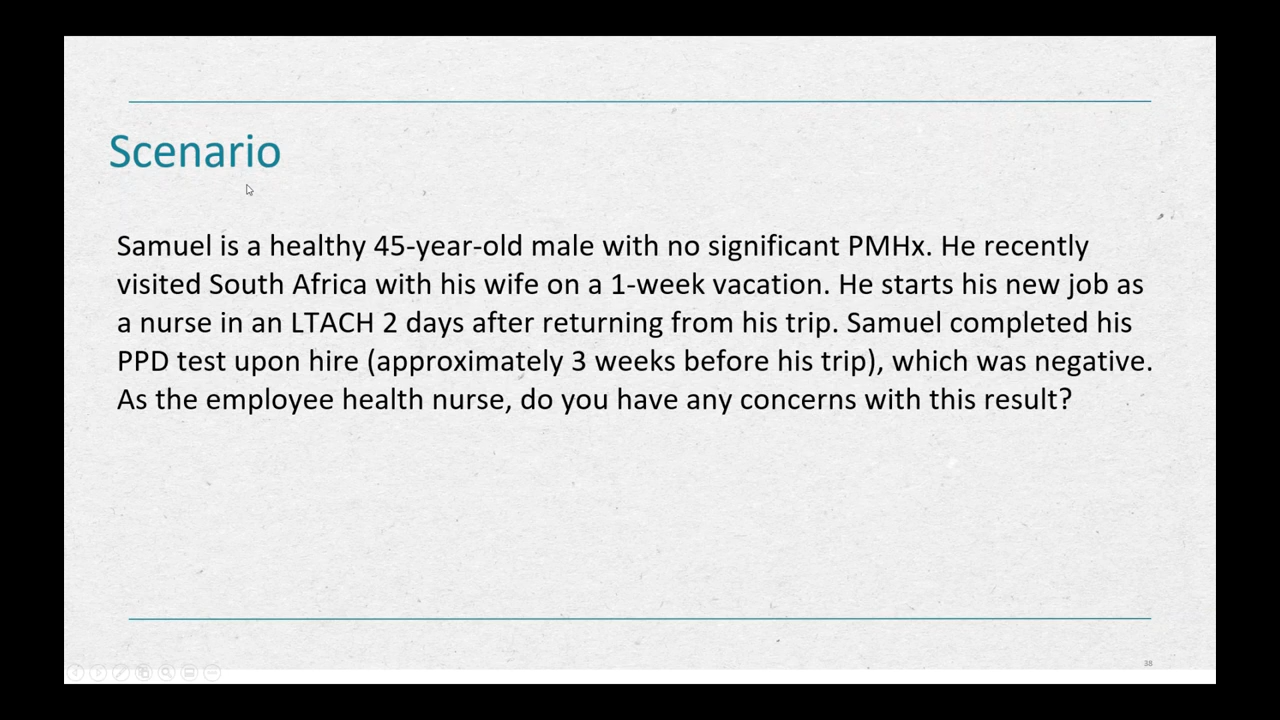 Scenario
Samuel is a healthy 45-year-old male with no significant PMHx. He recently
visited South Africa with his wife on a 1-week vacation. He starts his new job as
a nurse in an LTACH 2 days after returning from his trip. Samuel completed his
PPD test upon hire (approximately 3 weeks before his trip), which was negative.
As the employee health nurse, do you have any concerns with this result?
38